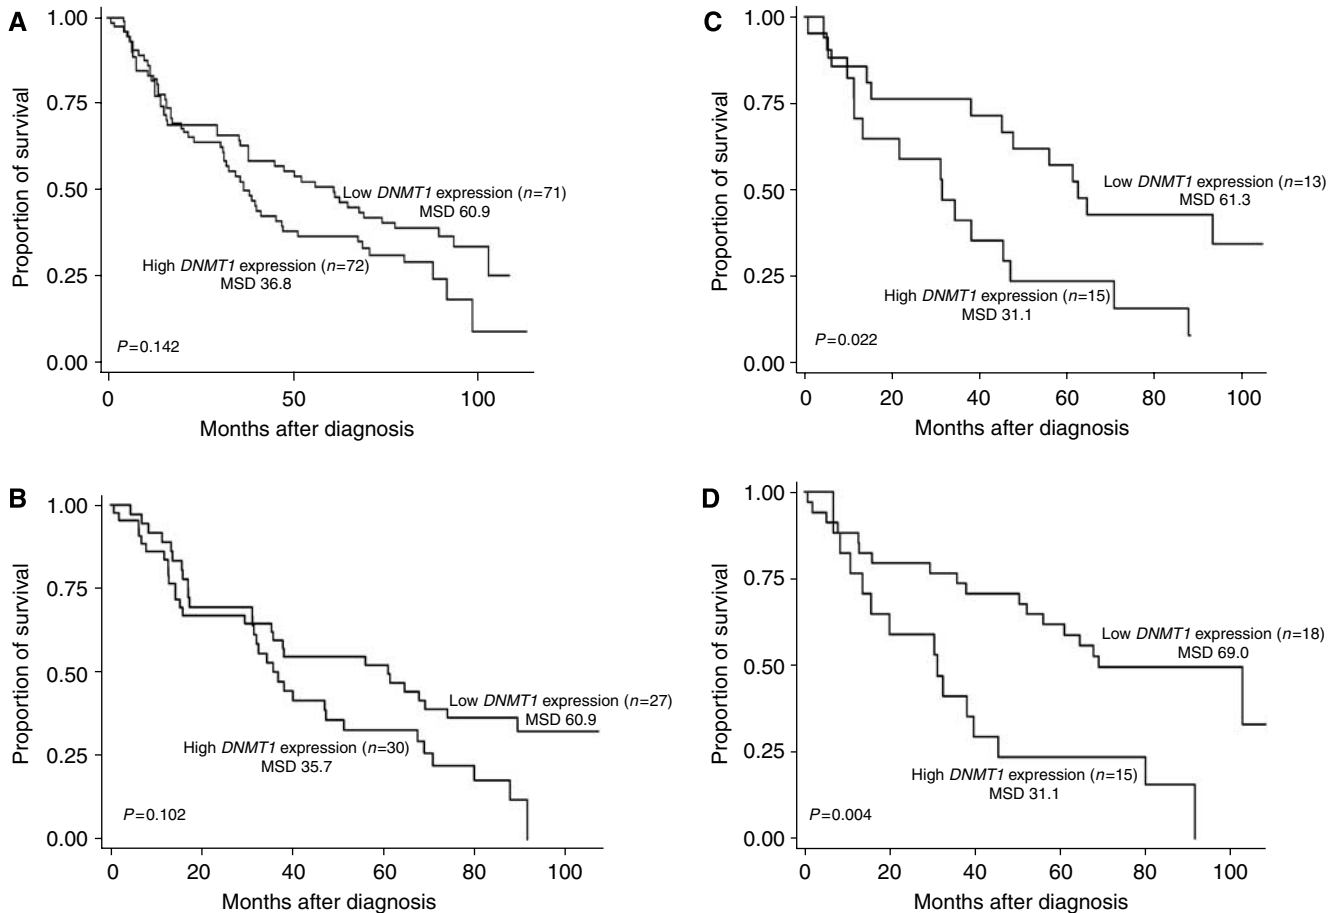 A
1.00
0.75
0.50
0.25
0.00
Proportion of survival
Low DNMT1 expression (n=71)
MSD 60.9
High DNMT1 expression (n=72)
MSD 36.8
P=0.142
0 50 100
Months after diagnosis
C
1.00
0.75
0.50
0.25
0.00
Proportion of survival
Low DNMT1 expression (n=13)
MSD 61.3
High DNMT1 expression (n=15)
MSD 31.1
P=0.022
0 20 40 60 80 100
Months after diagnosis
B
1.00
0.75
0.50
0.25
0.00
Proportion of survival
Low DNMT1 expression (n=27)
MSD 60.9
High DNMT1 expression (n=30)
MSD 35.7
P=0.102
0 20 40 60 80 100
Months after diagnosis
D
1.00
0.75
0.50
0.25
0.00
Proportion of survival
Low DNMT1 expression (n=18)
MSD 69.0
High DNMT1 expression (n=15)
MSD 31.1
P=0.004
0 20 40 60 80 100
Months after diagnosis